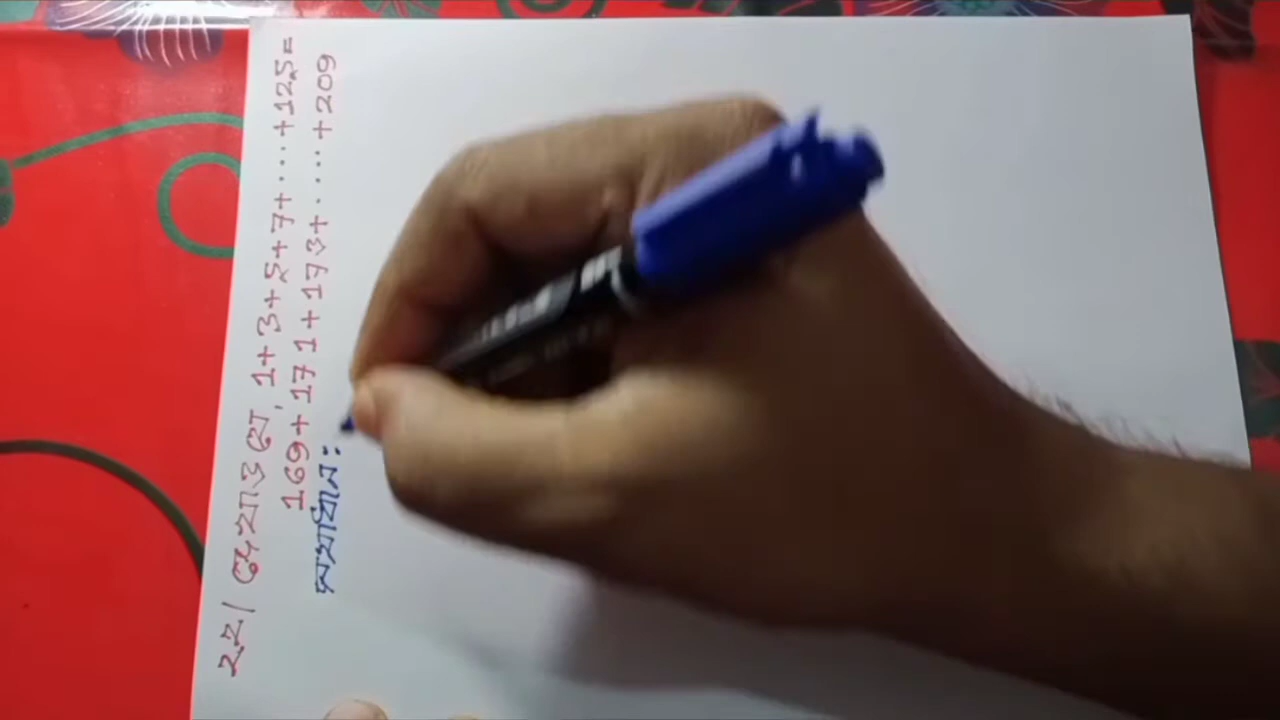 ২২। দেখাও যে, 1+3+5+7+....+125=
169+171+173+....+209
সমাধান: